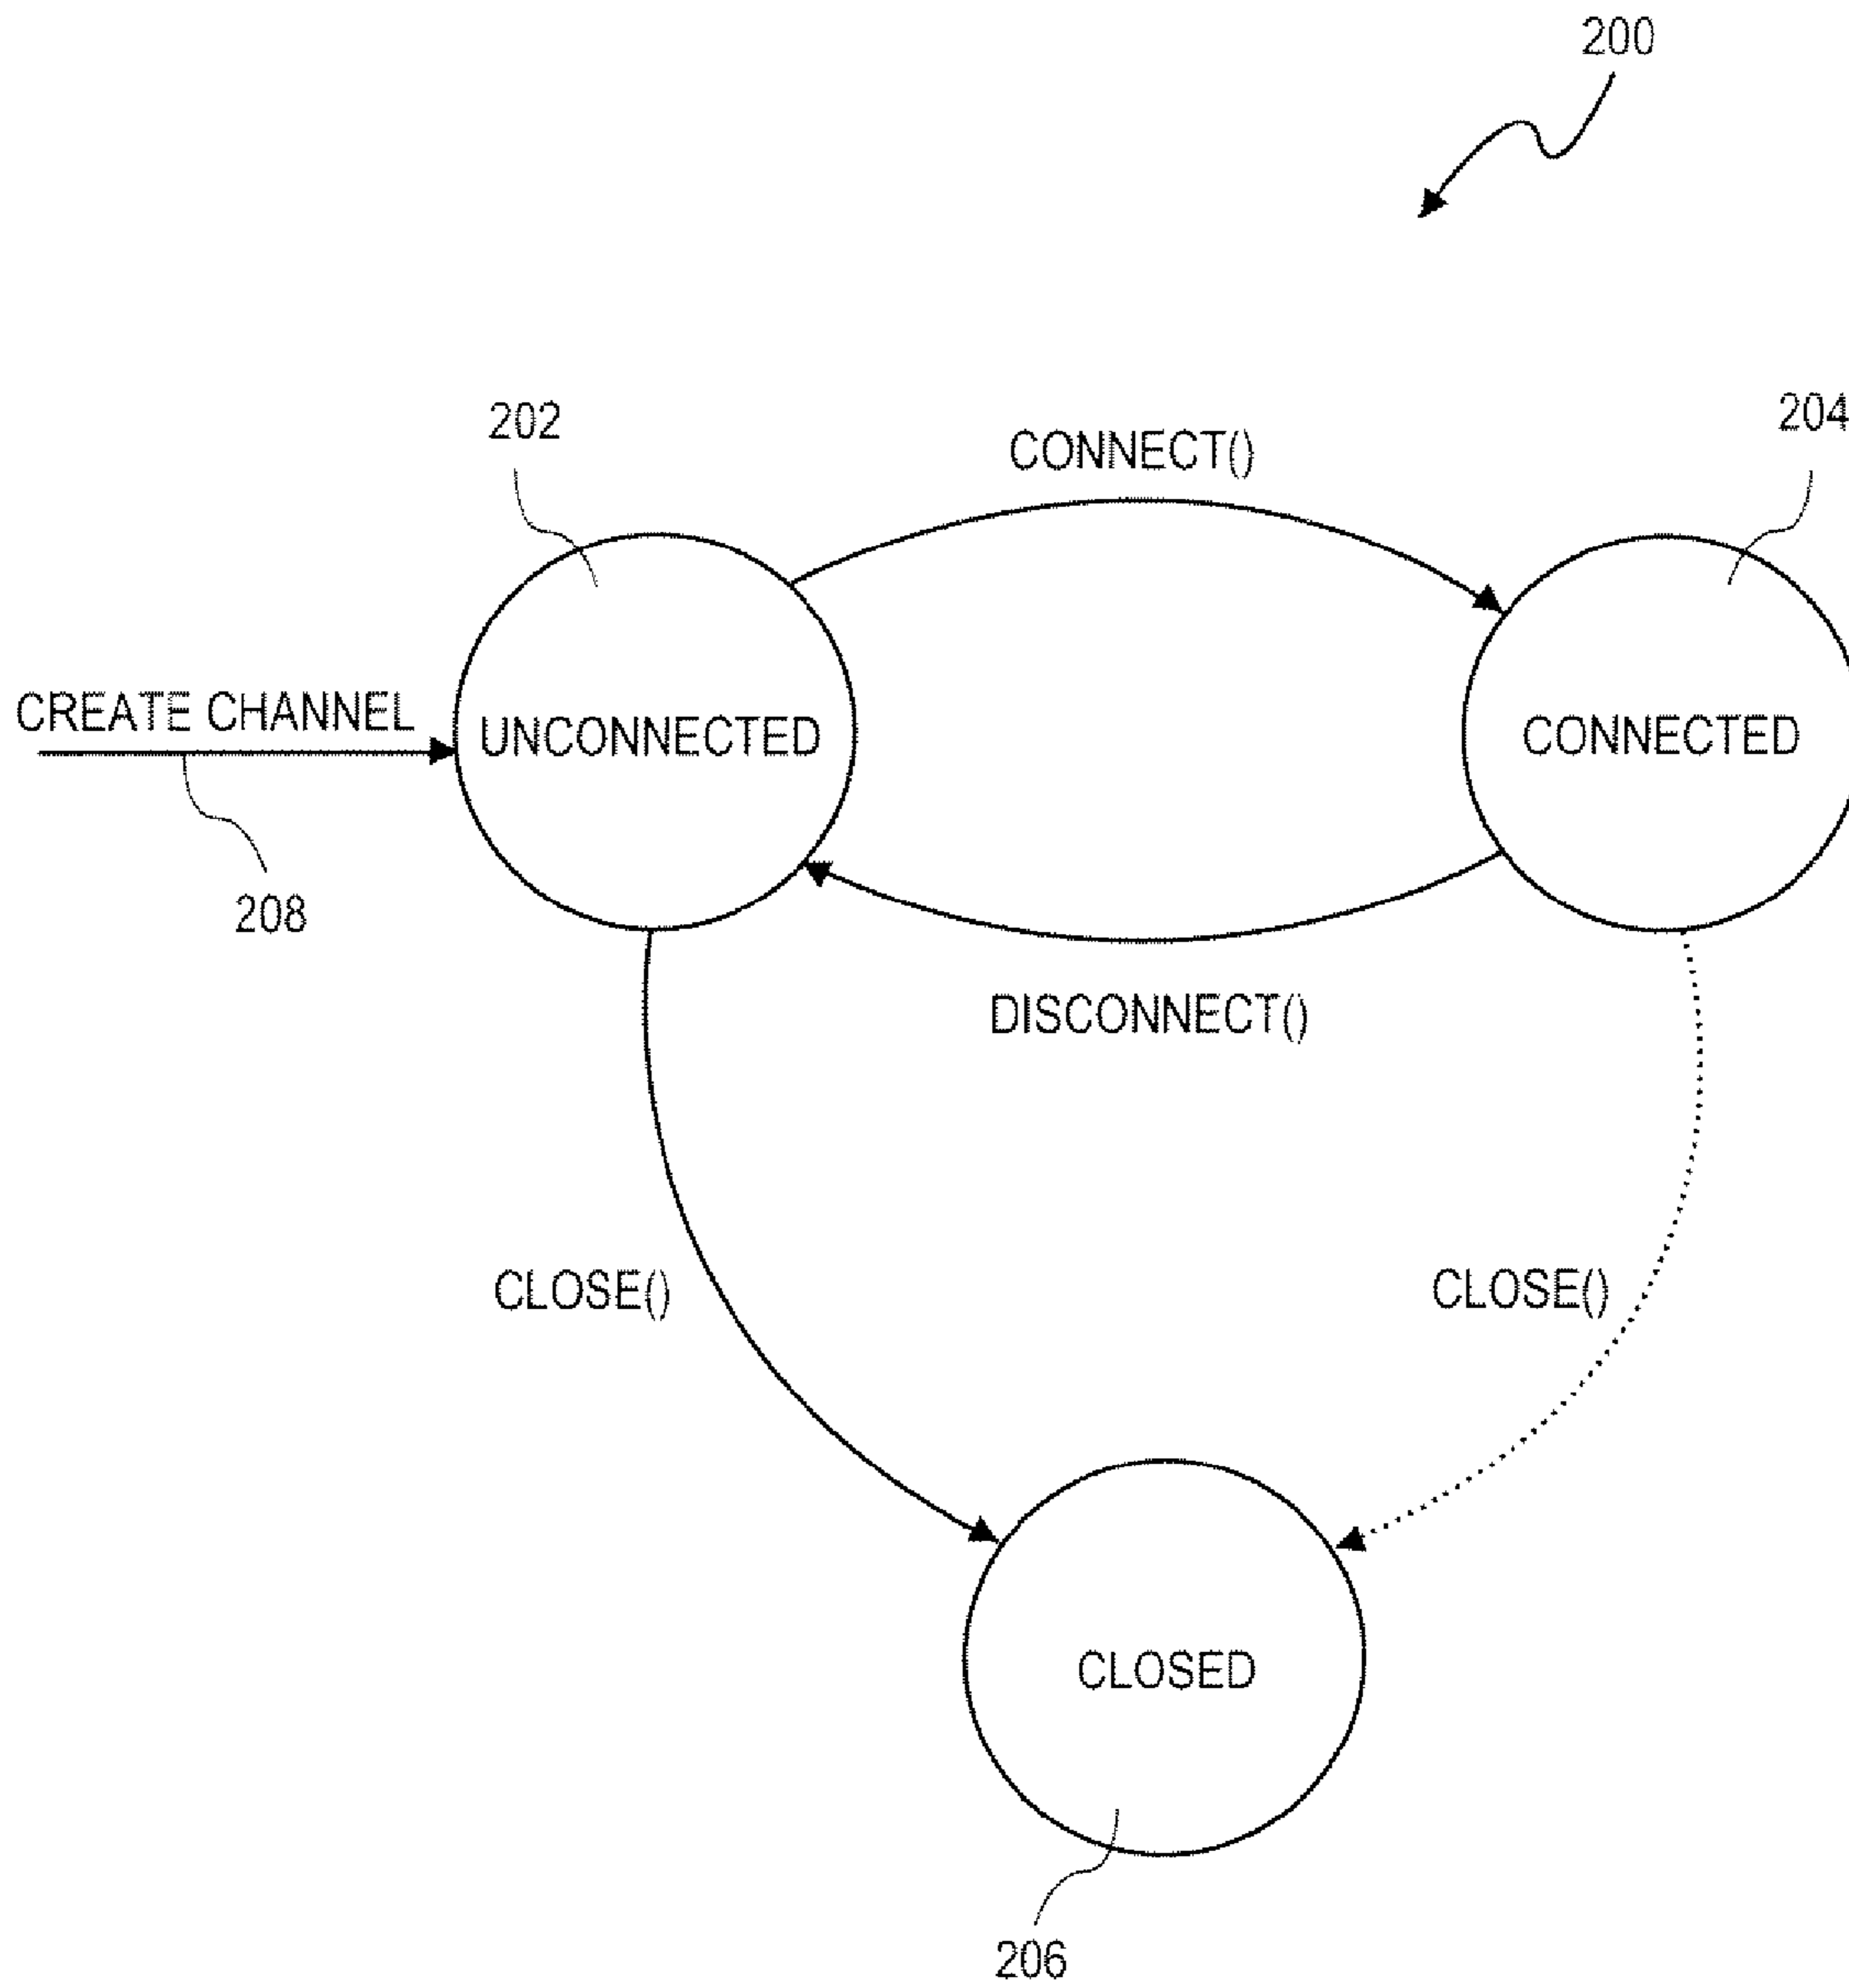 200
202
204
CONNECT()
CREATE CHANNEL
UNCONNECTED
CONNECTED
208
DISCONNECT()
CLOSE()
CLOSE()
CLOSED
206